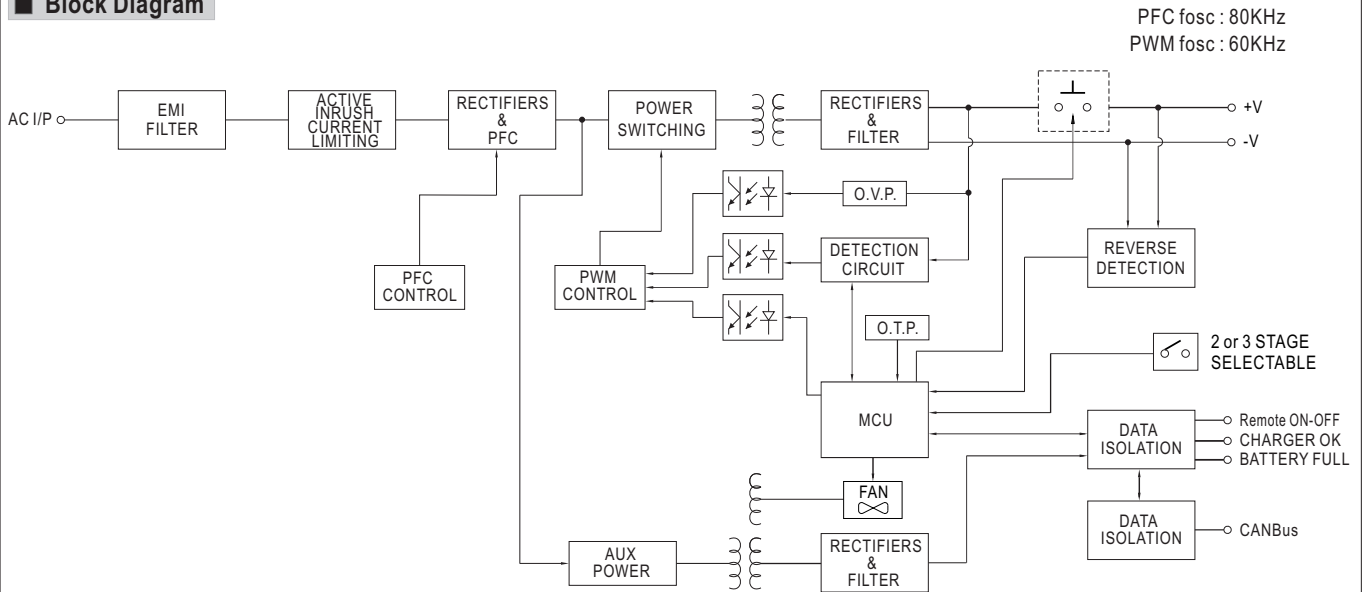 ■ Block Diagram
PFC fosc : 80KHz
PWM fosc : 60KHz
AC I/P
EMI
FILTER
ACTIVE
INRUSH
CURRENT
LIMITING
RECTIFIERS
&
PFC
POWER
SWITCHING
RECTIFIERS
&
FILTER
+V
-V
O.V.P.
DETECTION
CIRCUIT
REVERSE
DETECTION
PFC
CONTROL
PWM
CONTROL
O.T.P.
2 or 3 STAGE
SELECTABLE
MCU
DATA
ISOLATION
Remote ON-OFF
CHARGER OK
BATTERY FULL
FAN
DATA
ISOLATION
CANBus
AUX
POWER
RECTIFIERS
&
FILTER